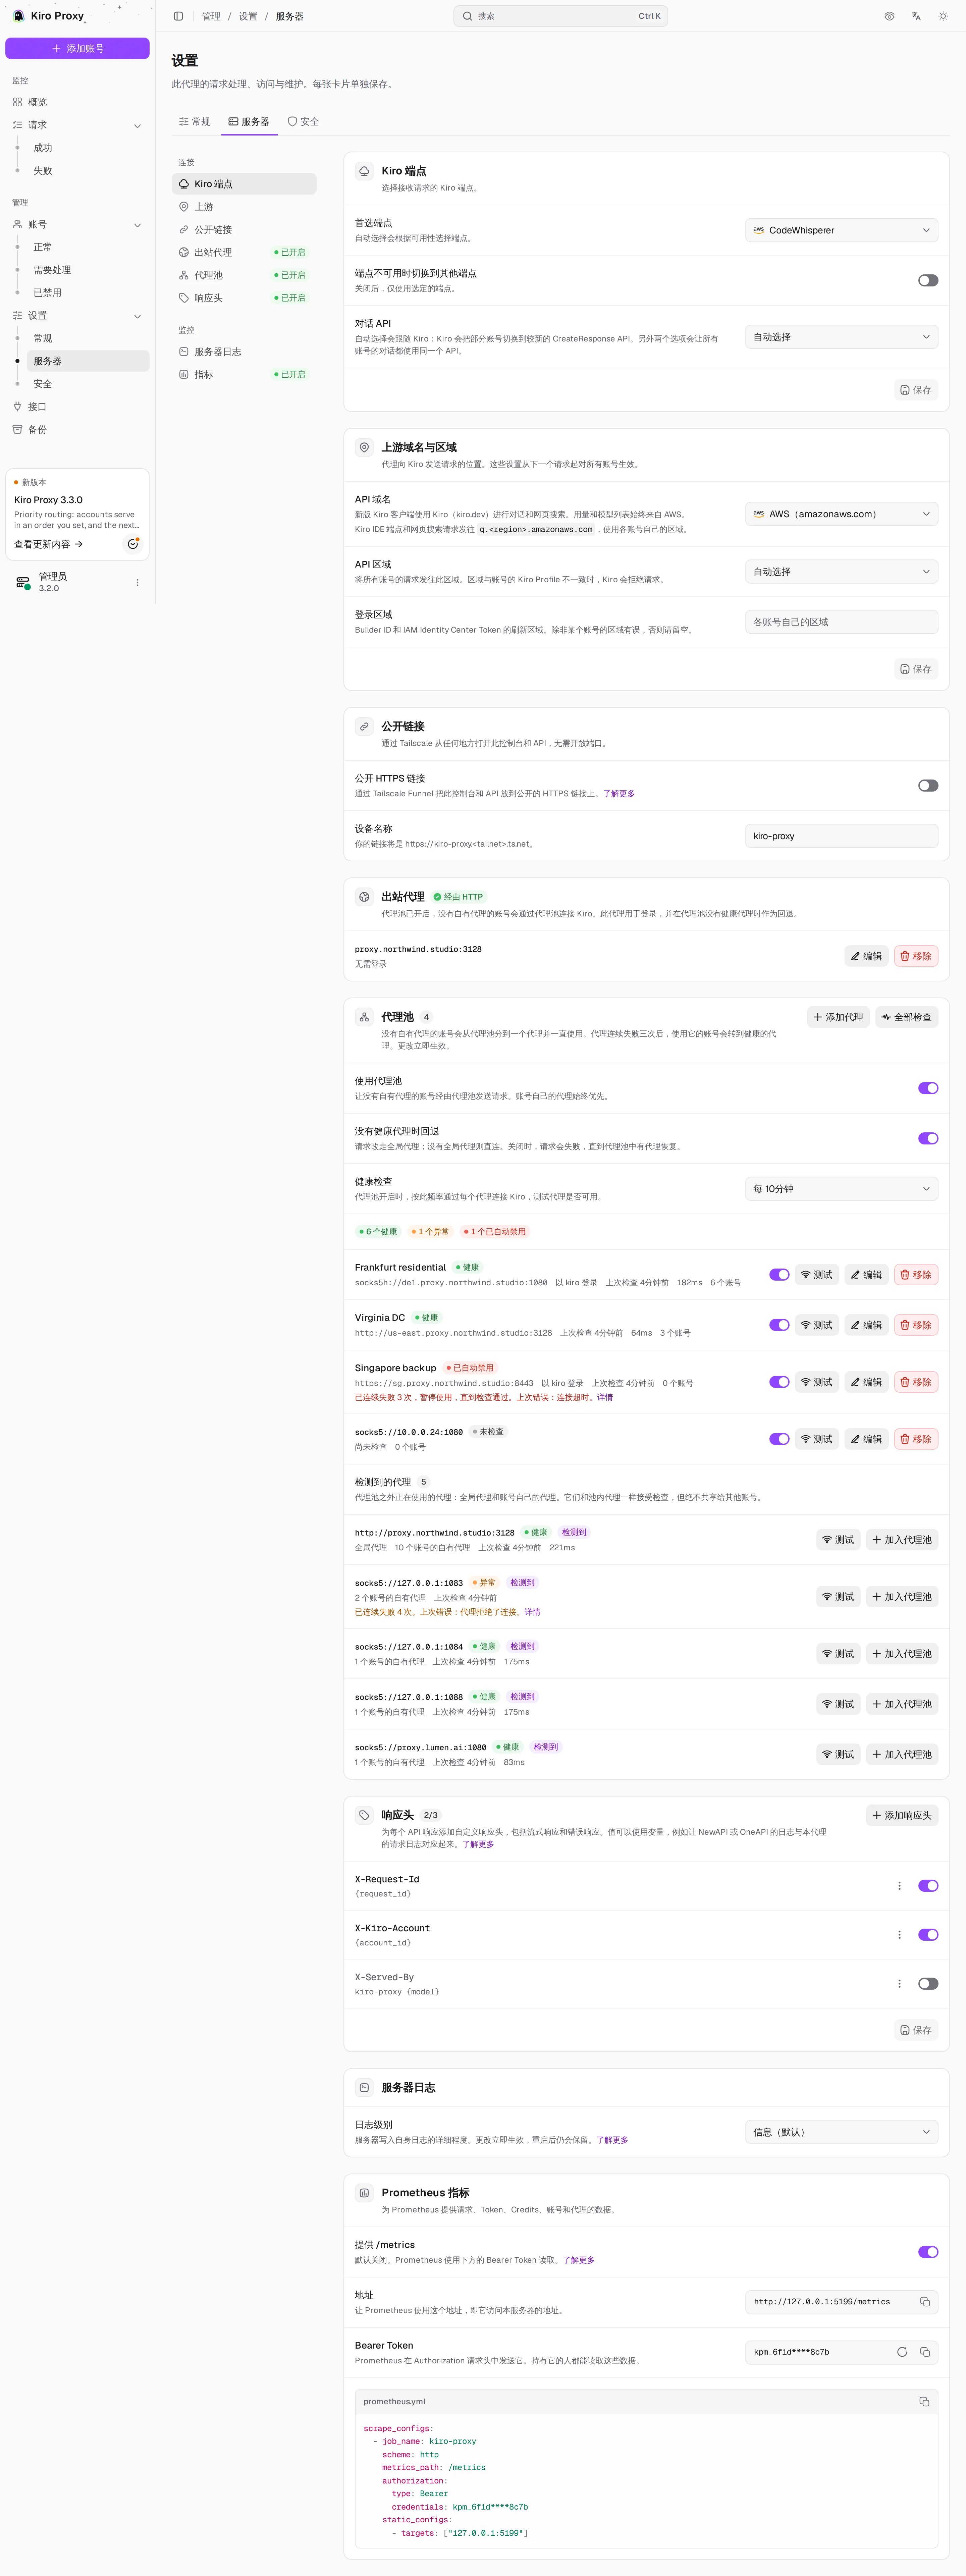 Kiro Proxy
添加账号
监控
概览
请求
成功
失败
管理
账号
正常
需要处理
已禁用
设置
常规
服务器
安全
接口
备份
新版本
Kiro Proxy 3.3.0
Priority routing: accounts serve
in an order you set, and the next...
查看更新内容
管理员
3.2.0
管理 / 设置 / 服务器
搜索 Ctrl K
设置
此代理的请求处理、访问与维护。每张卡片单独保存。
常规 服务器 安全
连接
Kiro 端点
上游
公开链接
出站代理 已开启
代理池 已开启
响应头 已开启
监控
服务器日志
指标 已开启
Kiro 端点
选择接收请求的 Kiro 端点。
首选端点
自动选择会根据可用性选择端点。
aws CodeWhisperer
端点不可用时切换到其他端点
关闭后，仅使用选定的端点。
对话 API
自动选择会跟随 Kiro：Kiro 会把部分账号切换到较新的 CreateResponse API。另外两个选项会让所有
账号的对话都使用同一个 API。
自动选择
保存
上游域名与区域
代理向 Kiro 发送请求的位置。这些设置从下一个请求起对所有账号生效。
API 域名
新版 Kiro 客户端使用 Kiro（kiro.dev）进行对话和网页搜索。用量和模型列表始终来自 AWS。
Kiro IDE 端点和网页搜索请求发往 q.<region>.amazonaws.com，使用各账号自己的区域。
aws AWS（amazonaws.com）
API 区域
将所有账号的请求发往此区域。区域与账号的 Kiro Profile 不一致时，Kiro 会拒绝请求。
自动选择
登录区域
Builder ID 和 IAM Identity Center Token 的刷新区域。除非某个账号的区域有误，否则请留空。
各账号自己的区域
保存
公开链接
通过 Tailscale 从任何地方打开此控制台和 API，无需开放端口。
公开 HTTPS 链接
通过 Tailscale Funnel 把此控制台和 API 放到公开的 HTTPS 链接上。了解更多
设备名称
你的链接将是 https://kiro-proxy.<tailnet>.ts.net。
kiro-proxy
出站代理 经由 HTTP
代理池已开启，没有自有代理的账号会通过代理池连接 Kiro。此代理用于登录，并在代理池没有健康代理时作为回退。
proxy.northwind.studio:3128
无需登录
编辑 移除
代理池 4
没有自有代理的账号会从代理池分到一个代理并一直使用。代理连续失败三次后，使用它的账号会转到健康的代
理。更改立即生效。
添加代理 全部检查
使用代理池
让没有自有代理的账号经由代理池发送请求。账号自己的代理始终优先。
没有健康代理时回退
请求改走全局代理；没有全局代理则直连。关闭时，请求会失败，直到代理池中有代理恢复。
健康检查
代理池开启时，按此频率通过每个代理连接 Kiro，测试代理是否可用。
每 10分钟
6 个健康 1 个异常 1 个已自动禁用
Frankfurt residential 健康
socks5h://de1.proxy.northwind.studio:1080 以 kiro 登录 上次检查 4分钟前 182ms 6 个账号
测试 编辑 移除
Virginia DC 健康
http://us-east.proxy.northwind.studio:3128 上次检查 4分钟前 64ms 3 个账号
测试 编辑 移除
Singapore backup 已自动禁用
https://sg.proxy.northwind.studio:8443 以 kiro 登录 上次检查 4分钟前 0 个账号
已连续失败 3 次，暂停使用，直到检查通过。上次错误：连接超时。详情
测试 编辑 移除
socks5://10.0.0.24:1080 未检查
尚未检查 0 个账号
测试 编辑 移除
检测到的代理 5
代理池之外正在使用的代理：全局代理和账号自己的代理。它们和池内代理一样接受检查，但绝不共享给其他账号。
http://proxy.northwind.studio:3128 健康 检测到
全局代理 10 个账号的自有代理 上次检查 4分钟前 221ms
测试 加入代理池
socks5://127.0.0.1:1083 异常 检测到
2 个账号的自有代理 上次检查 4分钟前
已连续失败 4 次。上次错误：代理拒绝了连接。详情
测试 加入代理池
socks5://127.0.0.1:1084 健康 检测到
1 个账号的自有代理 上次检查 4分钟前 175ms
测试 加入代理池
socks5://127.0.0.1:1088 健康 检测到
1 个账号的自有代理 上次检查 4分钟前 175ms
测试 加入代理池
socks5://proxy.lumen.ai:1080 健康 检测到
1 个账号的自有代理 上次检查 4分钟前 83ms
测试 加入代理池
响应头 2/3
为每个 API 响应添加自定义响应头，包括流式响应和错误响应。值可以使用变量，例如让 NewAPI 或 OneAPI 的日志与本代理
的请求日志对应起来。了解更多
添加响应头
X-Request-Id
{request_id}
X-Kiro-Account
{account_id}
X-Served-By
kiro-proxy {model}
保存
服务器日志
日志级别
服务器写入自身日志的详细程度。更改立即生效，重启后仍会保留。了解更多
信息（默认）
Prometheus 指标
为 Prometheus 提供请求、Token、Credits、账号和代理的数据。
提供 /metrics
默认关闭。Prometheus 使用下方的 Bearer Token 读取。了解更多
地址
让 Prometheus 使用这个地址，即它访问本服务器的地址。
http://127.0.0.1:5199/metrics
Bearer Token
Prometheus 在 Authorization 请求头中发送它。持有它的人都能读取这些数据。
kpm_6f1d****8c7b
prometheus.yml
scrape_configs:
- job_name: kiro-proxy
scheme: http
metrics_path: /metrics
authorization:
type: Bearer
credentials: kpm_6f1d****8c7b
static_configs:
- targets: ["127.0.0.1:5199"]